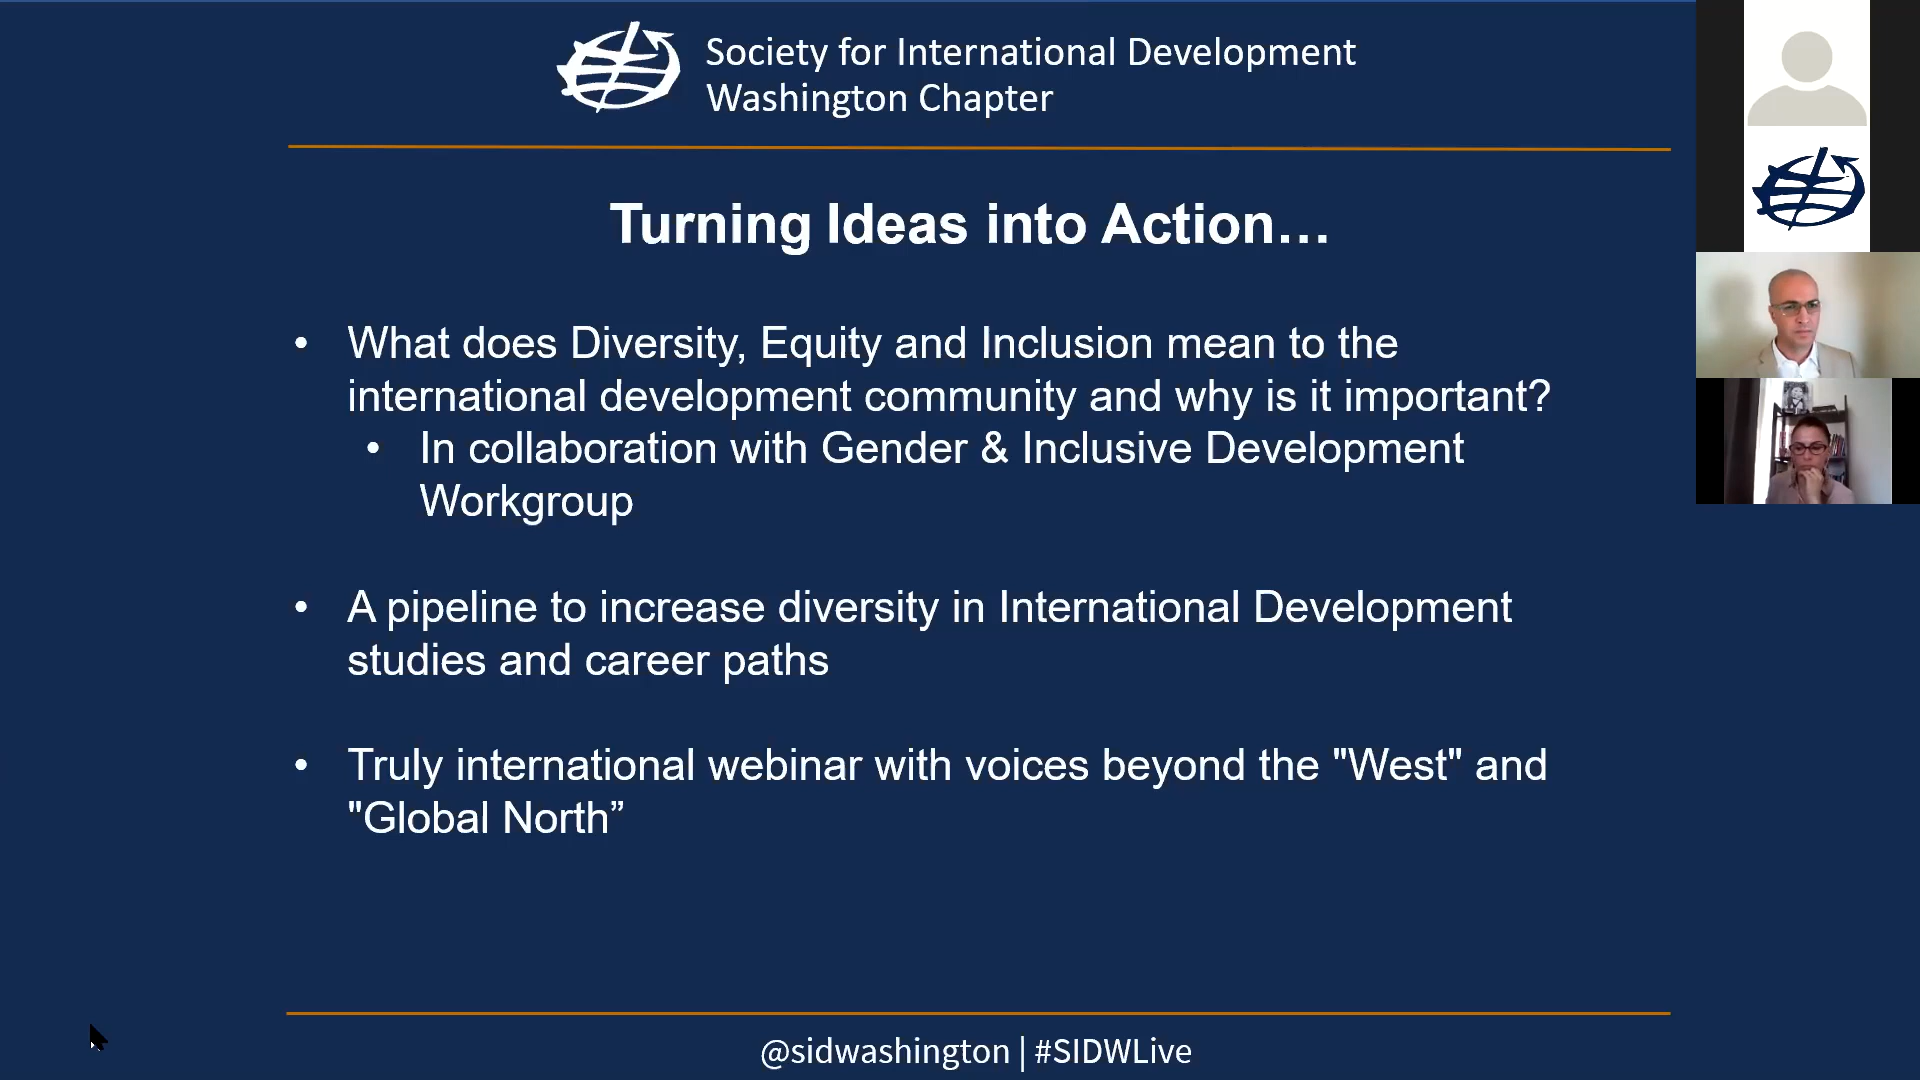 Society for International Development
Washington Chapter
Turning Ideas into Action…
• What does Diversity, Equity and Inclusion mean to the
international development community and why is it important?
• In collaboration with Gender & Inclusive Development
Workgroup
• A pipeline to increase diversity in International Development
studies and career paths
• Truly international webinar with voices beyond the "West" and
"Global North”
@sidwashington | #SIDWLive